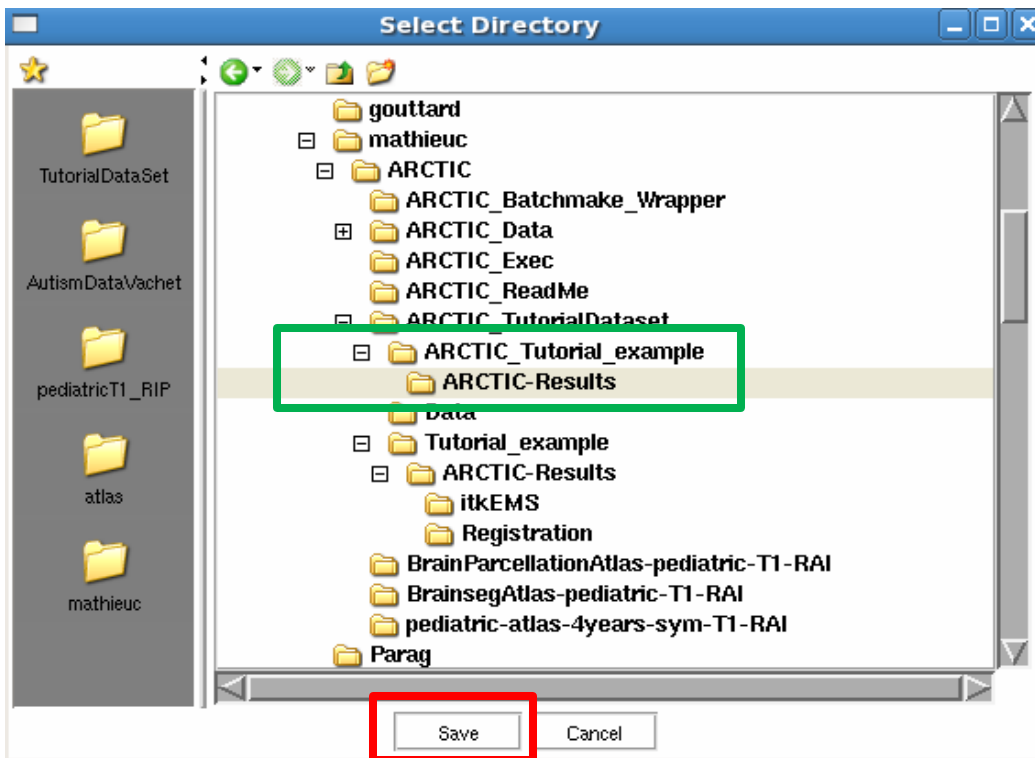 Select Directory
TutorialDataSet
AutismDataVachet
pediatricT1_RIP
atlas
mathieuc
gouttard
mathieuc
ARCTIC
ARCTIC_Batchmake_Wrapper
ARCTIC_Data
ARCTIC_Exec
ARCTIC_ReadMe
ARCTIC_TutorialDataset
ARCTIC_Tutorial_example
ARCTIC-Results
Data
Tutorial_example
ARCTIC-Results
itkEMS
Registration
BrainParcellationAtlas-pediatric-T1-RAI
BrainsegAtlas-pediatric-T1-RAI
pediatric-atlas-4years-sym-T1-RAI
Parag
Save Cancel